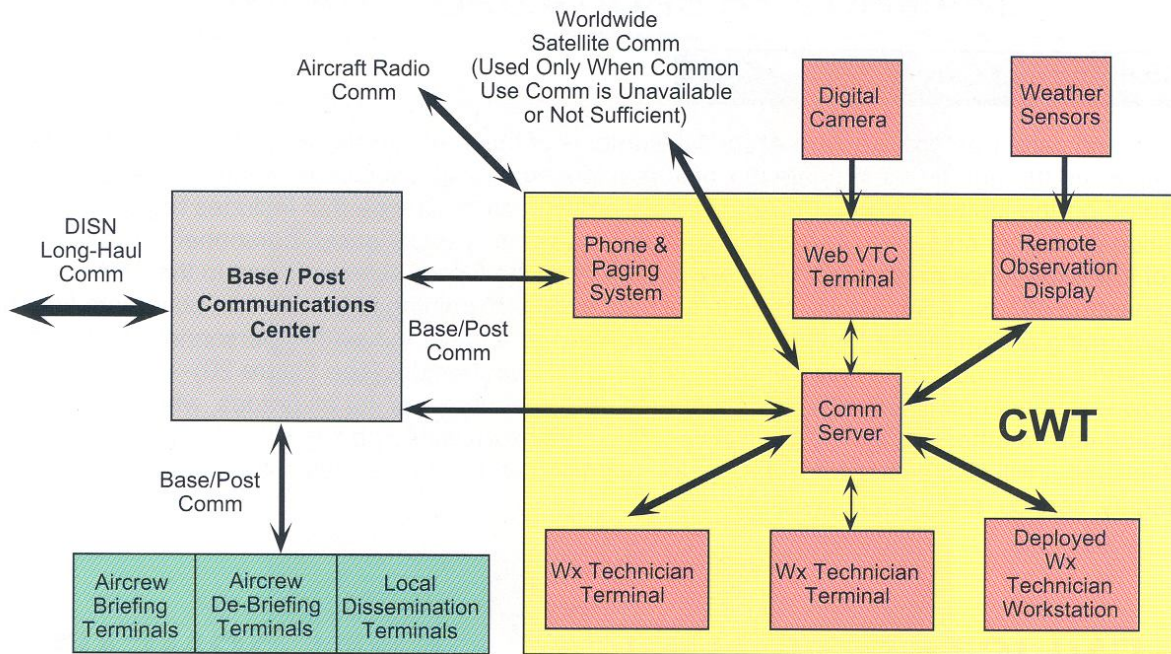 Worldwide
Satellite Comm
(Used Only When Common
Use Comm is Unavailable
or Not Sufficient)
Aircraft Radio
Comm
Digital
Camera
Weather
Sensors
DISN
Long-Haul
Comm
Base / Post
Communications
Center
Phone &
Paging
System
Web VTC
Terminal
Remote
Observation
Display
Base/Post
Comm
Comm
Server
CWT
Base/Post
Comm
Aircrew
Briefing
Terminals
Aircrew
De-Briefing
Terminals
Local
Dissemination
Terminals
Wx Technician
Terminal
Wx Technician
Terminal
Deployed
Wx
Technician
Workstation